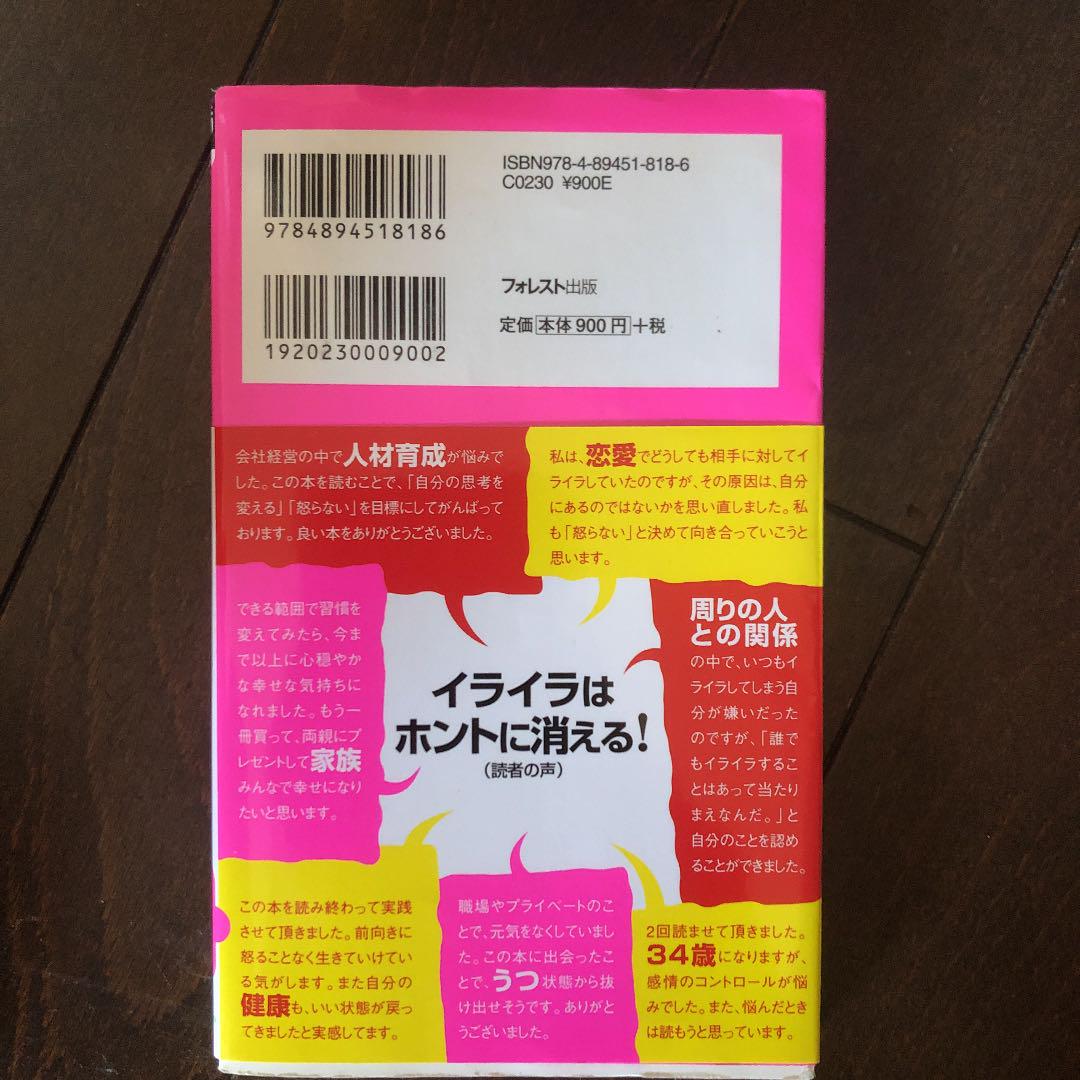 ISBN978-4-89451-818-6
C0230 ¥900E
9784894518186
フォレスト出版
定価 本体 900 円 +税
1920230009002
会社経営の中で人材育成が悩みで
した。この本を読むことで、「自分の思考を
変える」「怒らない」を目標にしてがんばって
おります。良い本をありがとうございました。
私は、恋愛でどうしても相手に対してイ
ライラしていたのですが、その原因は、自分
にあるのではないかを思い直しました。私
も「怒らない」と決めて向き合っていこうと
思います。
できる範囲で習慣を
変えてみたら、今ま
で以上に心穏やか
な幸せな気持ちに
なれました。もう一
冊買って、両親にプ
レゼントして家族
みんなで幸せになり
たいと思います。
イライラは
ホントに消える!
(読者の声)
周りの人
との関係
の中で、いつもイ
ライラしてしまう自
分が嫌いだった
のですが、「誰で
もイライラするこ
とはあって当たり
まえなんだ。」と
自分のことを認め
ることができました。
この本を読み終わって実践
させて頂きました。前向きに
怒ることなく生きていけてい
る気がします。また自分の
健康も、いい状態が戻っ
てきましたと実感してます。
職場やプライベートのこ
とで、元気をなくしていまし
た。この本に出会ったこ
とで、うつ状態から抜
け出せそうです。ありがと
うございました。
2回読ませて頂きました。
34歳になりますが、
感情のコントロールが悩
みでした。また、悩んだとき
は読もうと思っています。